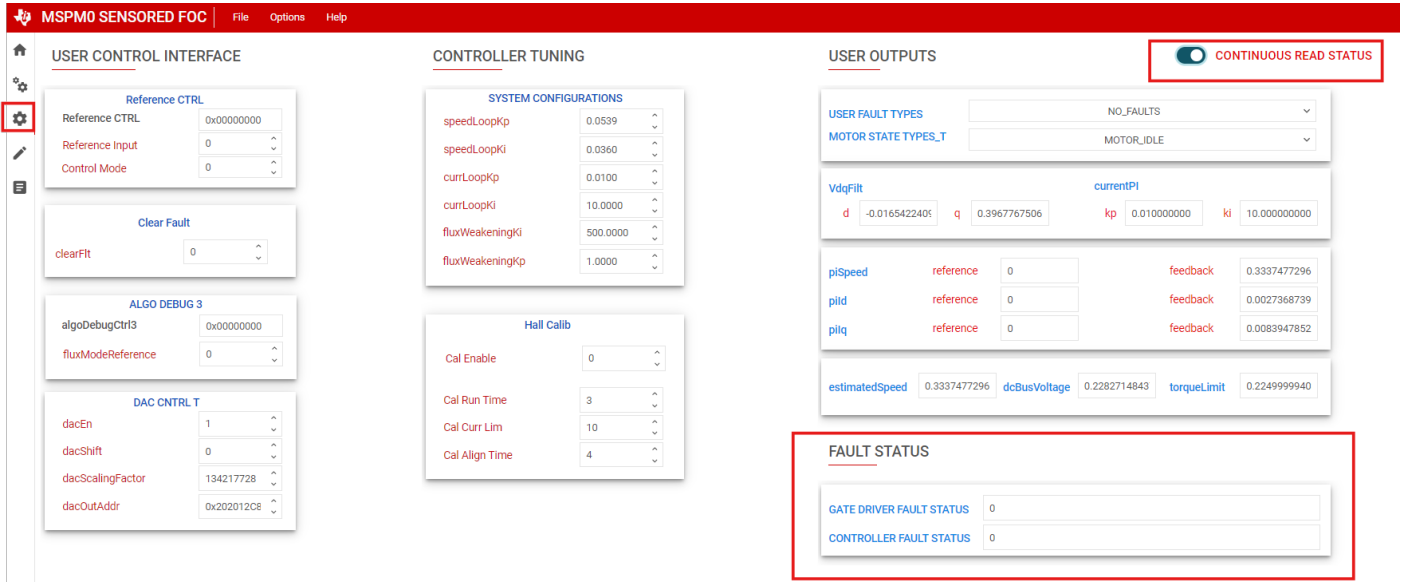 MSPM0 SENSORED FOC File Options Help
USER CONTROL INTERFACE
Reference CTRL
Reference CTRL 0x00000000
Reference Input 0
Control Mode 0
Clear Fault
clearFlt 0
ALGO DEBUG 3
algoDebugCtrl3 0x00000000
fluxModeReference 0
DAC CNTRL T
dacEn 1
dacShift 0
dacScalingFactor 134217728
dacOutAddr 0x202012C8
CONTROLLER TUNING
SYSTEM CONFIGURATIONS
speedLoopKp 0.0539
speedLoopKi 0.0360
currLoopKp 0.0100
currLoopKi 10.0000
fluxWeakeningKi 500.0000
fluxWeakeningKp 1.0000
Hall Calib
Cal Enable 0
Cal Run Time 3
Cal Curr Lim 10
Cal Align Time 4
USER OUTPUTS CONTINUOUS READ STATUS
USER FAULT TYPES NO_FAULTS
MOTOR STATE TYPES_T MOTOR_IDLE
VdqFilt currentPI
d -0.0165422409 q 0.3967767506 kp 0.010000000 ki 10.000000000
piSpeed reference 0 feedback 0.3337477296
piId reference 0 feedback 0.0027368739
piIq reference 0 feedback 0.0083947852
estimatedSpeed 0.3337477296 dcBusVoltage 0.2282714843 torqueLimit 0.2249999940
FAULT STATUS
GATE DRIVER FAULT STATUS 0
CONTROLLER FAULT STATUS 0